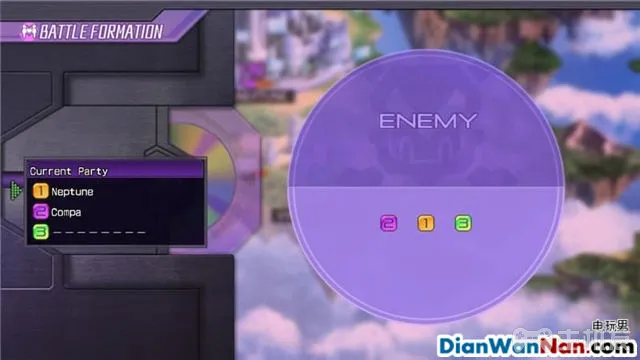 BATTLE FORMATION
ENEMY
Current Party
1 Neptune
2 Compa
3 ---------
2 1 3
电玩男
DianWanNan.com